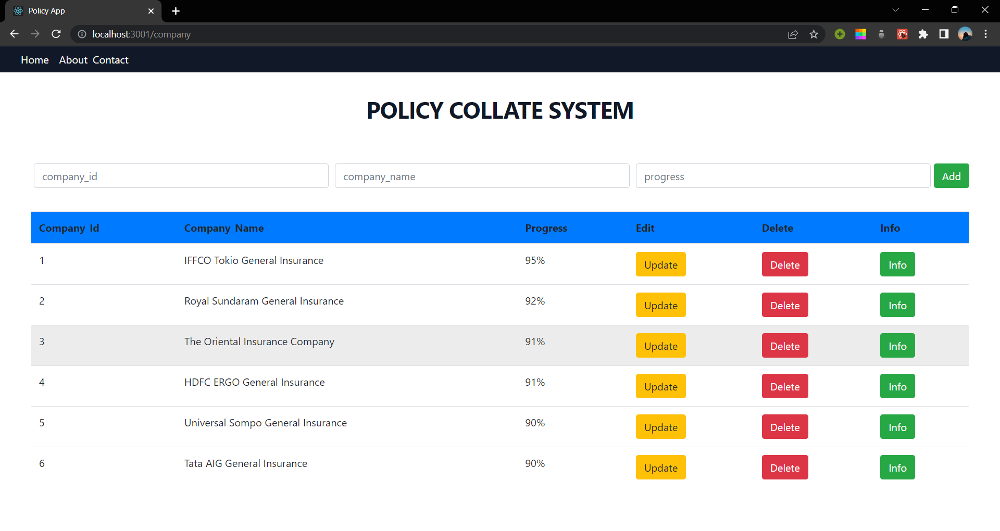 Policy App
localhost:3001/company
Home About Contact
POLICY COLLATE SYSTEM
company_id company_name progress Add
Company_Id Company_Name Progress Edit Delete Info
1 IFFCO Tokio General Insurance 95% Update Delete Info
2 Royal Sundaram General Insurance 92% Update Delete Info
3 The Oriental Insurance Company 91% Update Delete Info
4 HDFC ERGO General Insurance 91% Update Delete Info
5 Universal Sompo General Insurance 90% Update Delete Info
6 Tata AIG General Insurance 90% Update Delete Info